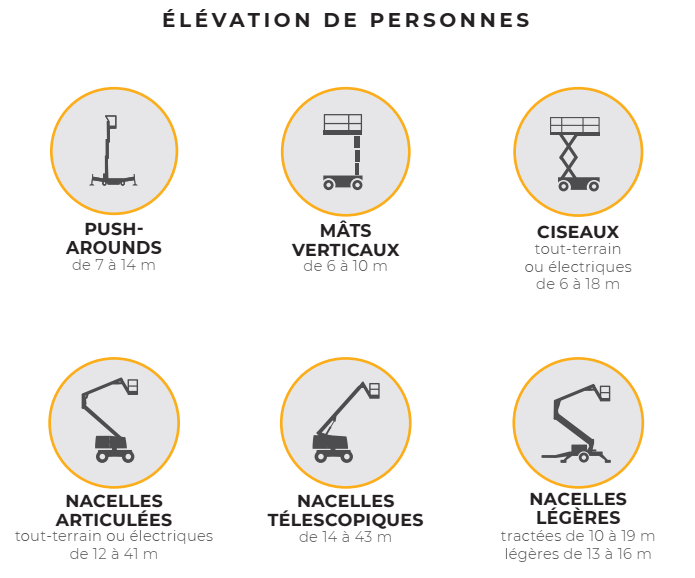 ÉLÉVATION DE PERSONNES
PUSH-
AROUNDS
de 7 à 14 m
MÂTS
VERTICAUX
de 6 à 10 m
CISEAUX
tout-terrain
ou électriques
de 6 à 18 m
NACELLES
ARTICULÉES
tout-terrain ou électriques
de 12 à 41 m
NACELLES
TÉLESCOPIQUES
de 14 à 43 m
NACELLES
LÉGÈRES
tractées de 10 à 19 m
légères de 13 à 16 m